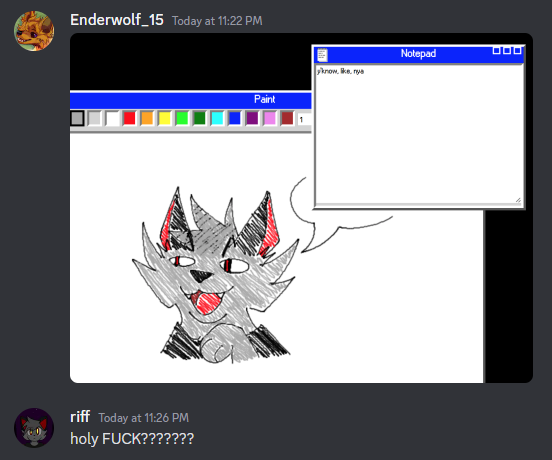 Enderwolf_15 Today at 11:22 PM
Notepad
y'know, like, nya
Paint
1
riff Today at 11:26 PM
holy FUCK???????